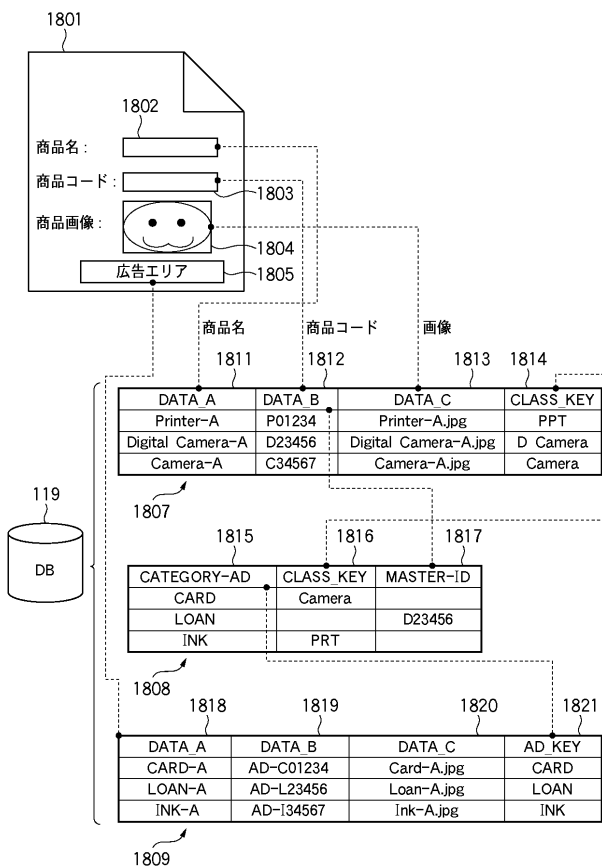 1801
1802
商品名:
商品コード:
1803
商品画像:
1804
広告エリア
1805
商品名 商品コード 画像
1811 1812 1813 1814
DATA_A DATA_B DATA_C CLASS_KEY
Printer-A P01234 Printer-A.jpg PPT
Digital Camera-A D23456 Digital Camera-A.jpg D Camera
Camera-A C34567 Camera-A.jpg Camera
1807
119
DB
1815 1816 1817
CATEGORY-AD CLASS_KEY MASTER-ID
CARD Camera
LOAN D23456
INK PRT
1808
1818 1819 1820 1821
DATA_A DATA_B DATA_C AD_KEY
CARD-A AD-C01234 Card-A.jpg CARD
LOAN-A AD-L23456 Loan-A.jpg LOAN
INK-A AD-I34567 Ink-A.jpg INK
1809